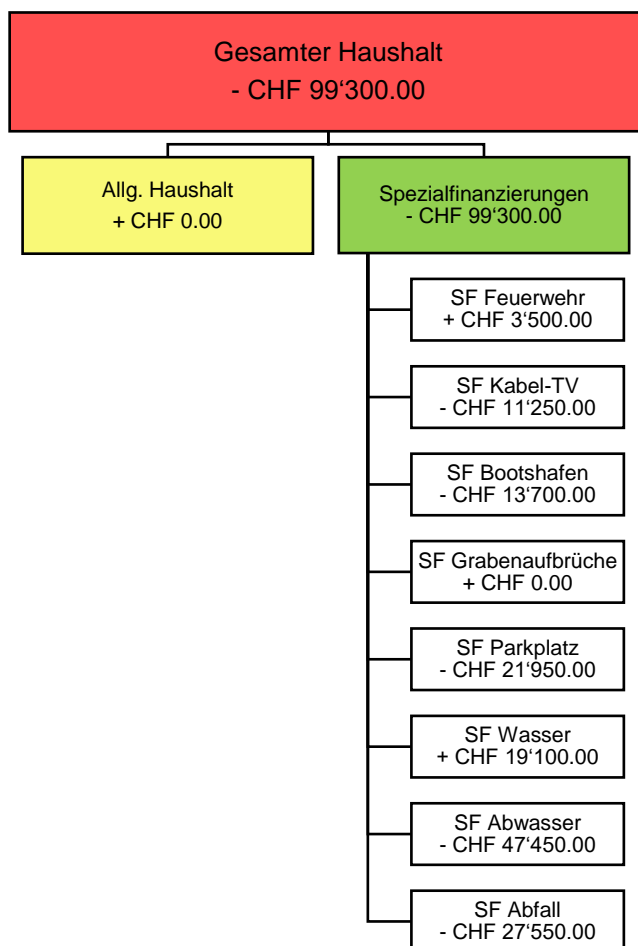 Gesamter Haushalt
- CHF 99‘300.00
Allg. Haushalt
+ CHF 0.00
Spezialfinanzierungen
- CHF 99‘300.00
SF Feuerwehr
+ CHF 3‘500.00
SF Kabel-TV
- CHF 11‘250.00
SF Bootshafen
- CHF 13‘700.00
SF Grabenaufbrüche
+ CHF 0.00
SF Parkplatz
- CHF 21‘950.00
SF Wasser
+ CHF 19‘100.00
SF Abwasser
- CHF 47‘450.00
SF Abfall
- CHF 27‘550.00